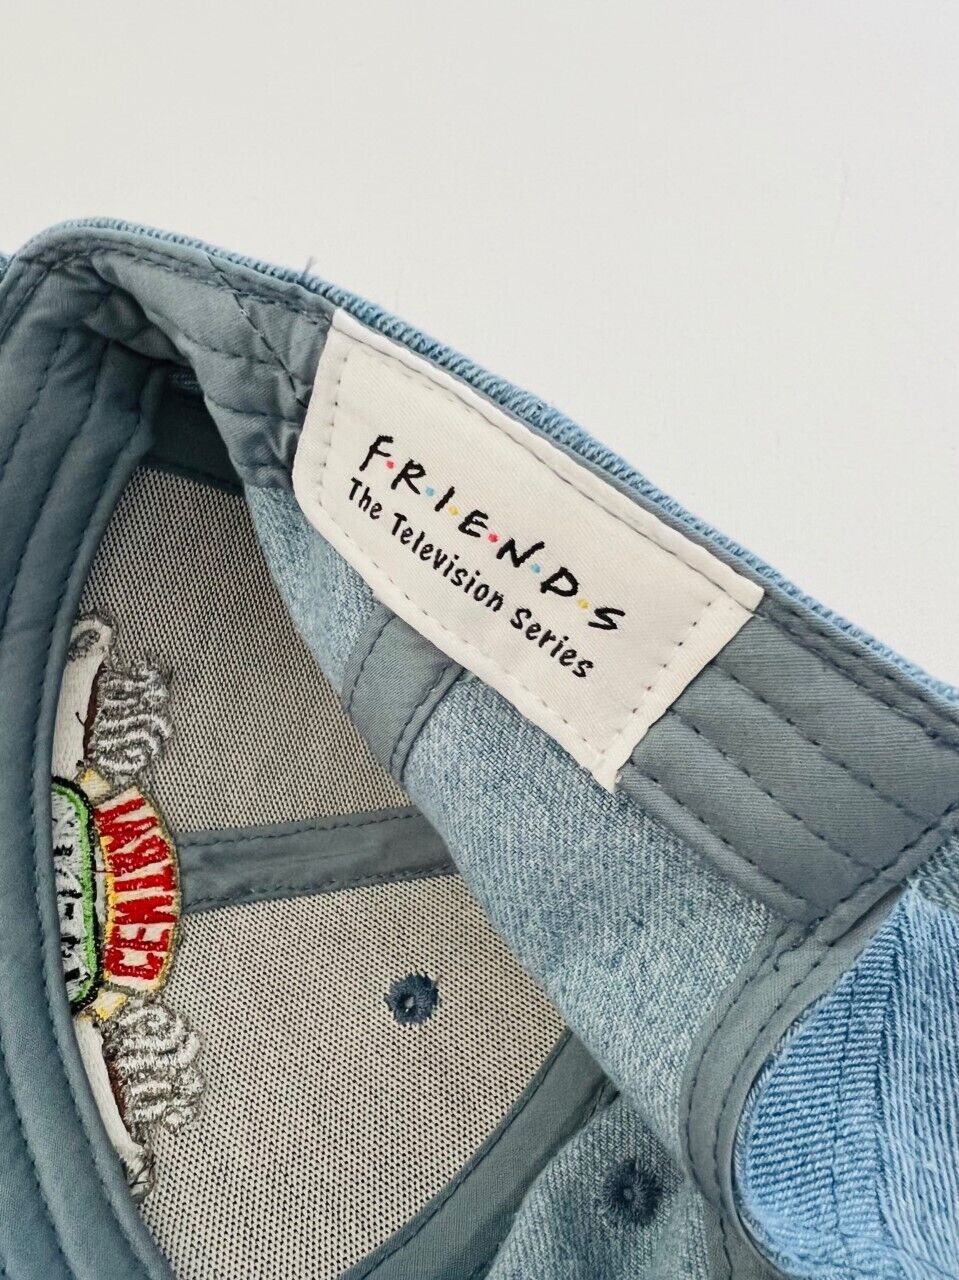 F·R·I·E·N·D·S
The Television Series
CENTRAL